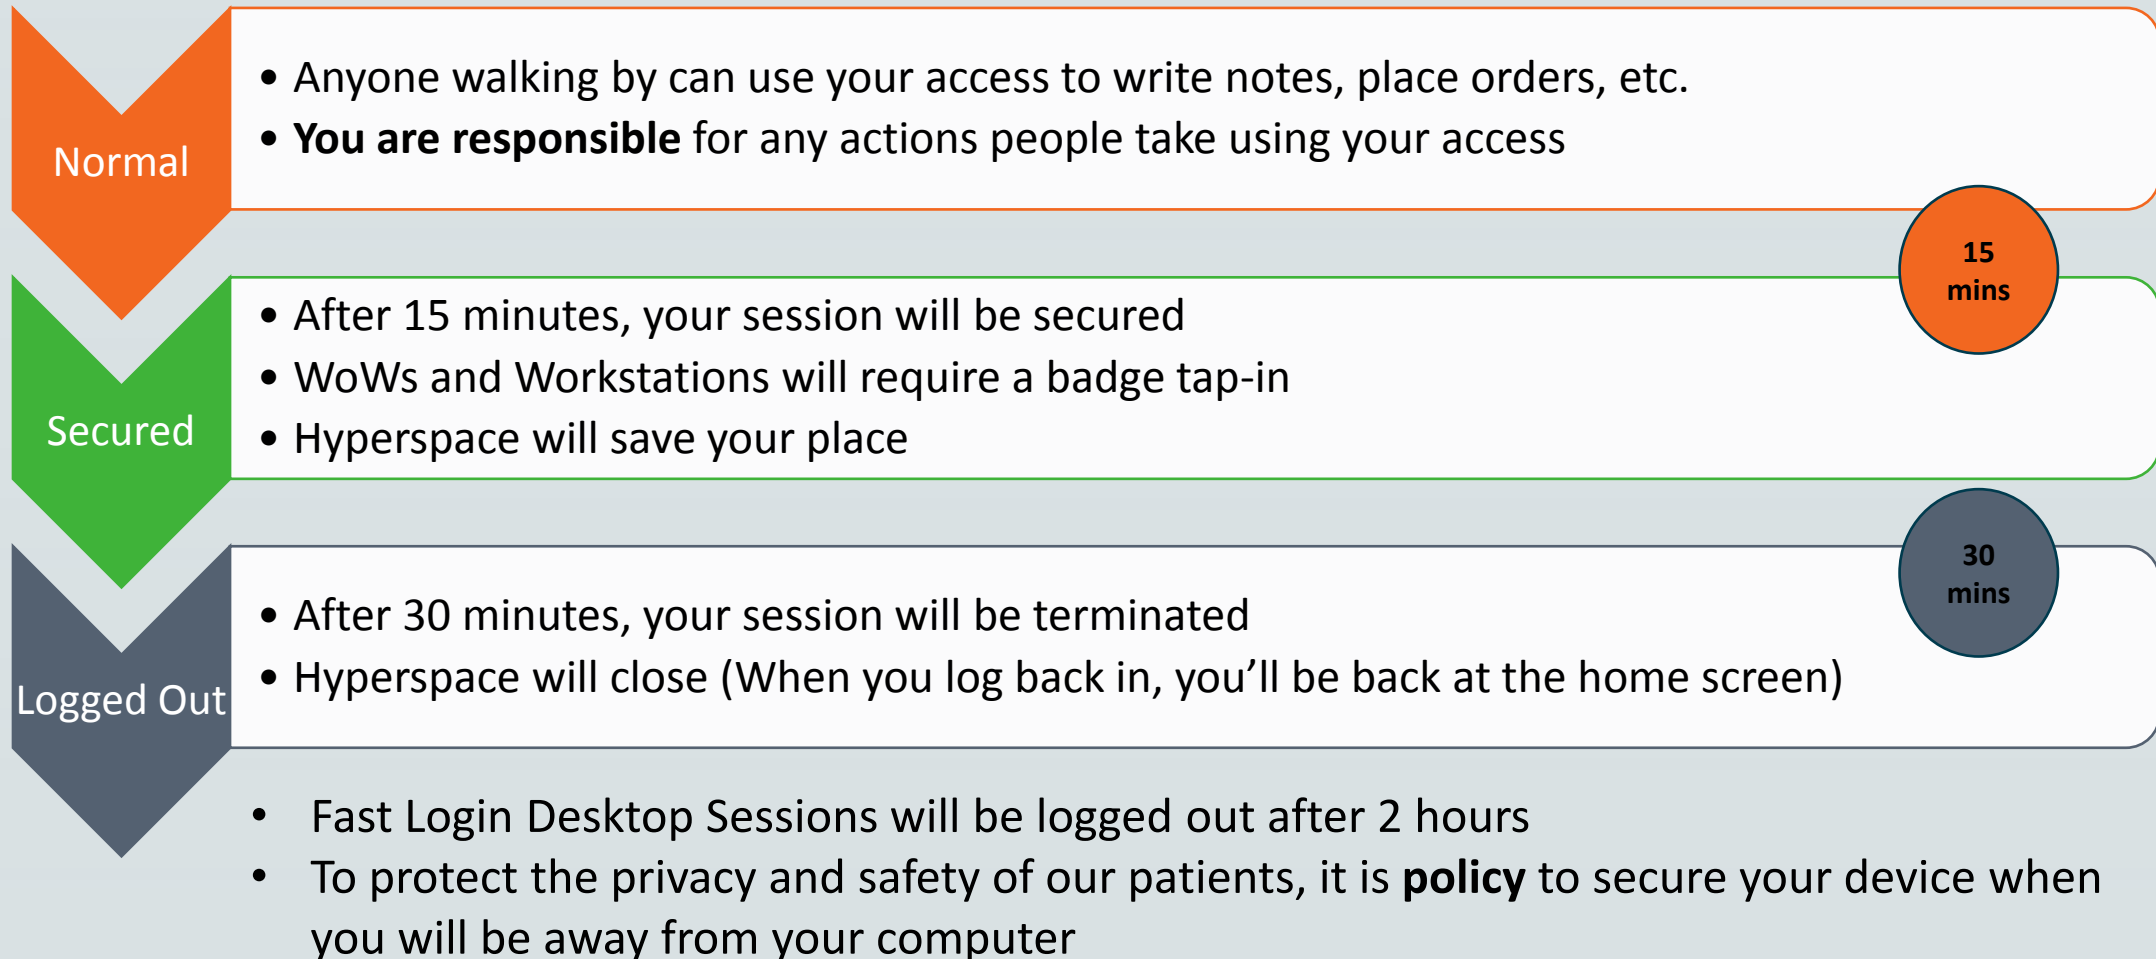 Normal
• Anyone walking by can use your access to write notes, place orders, etc.
• You are responsible for any actions people take using your access
15
mins
Secured
• After 15 minutes, your session will be secured
• WoWs and Workstations will require a badge tap-in
• Hyperspace will save your place
30
mins
Logged Out
• After 30 minutes, your session will be terminated
• Hyperspace will close (When you log back in, you’ll be back at the home screen)
• Fast Login Desktop Sessions will be logged out after 2 hours
• To protect the privacy and safety of our patients, it is policy to secure your device when
you will be away from your computer